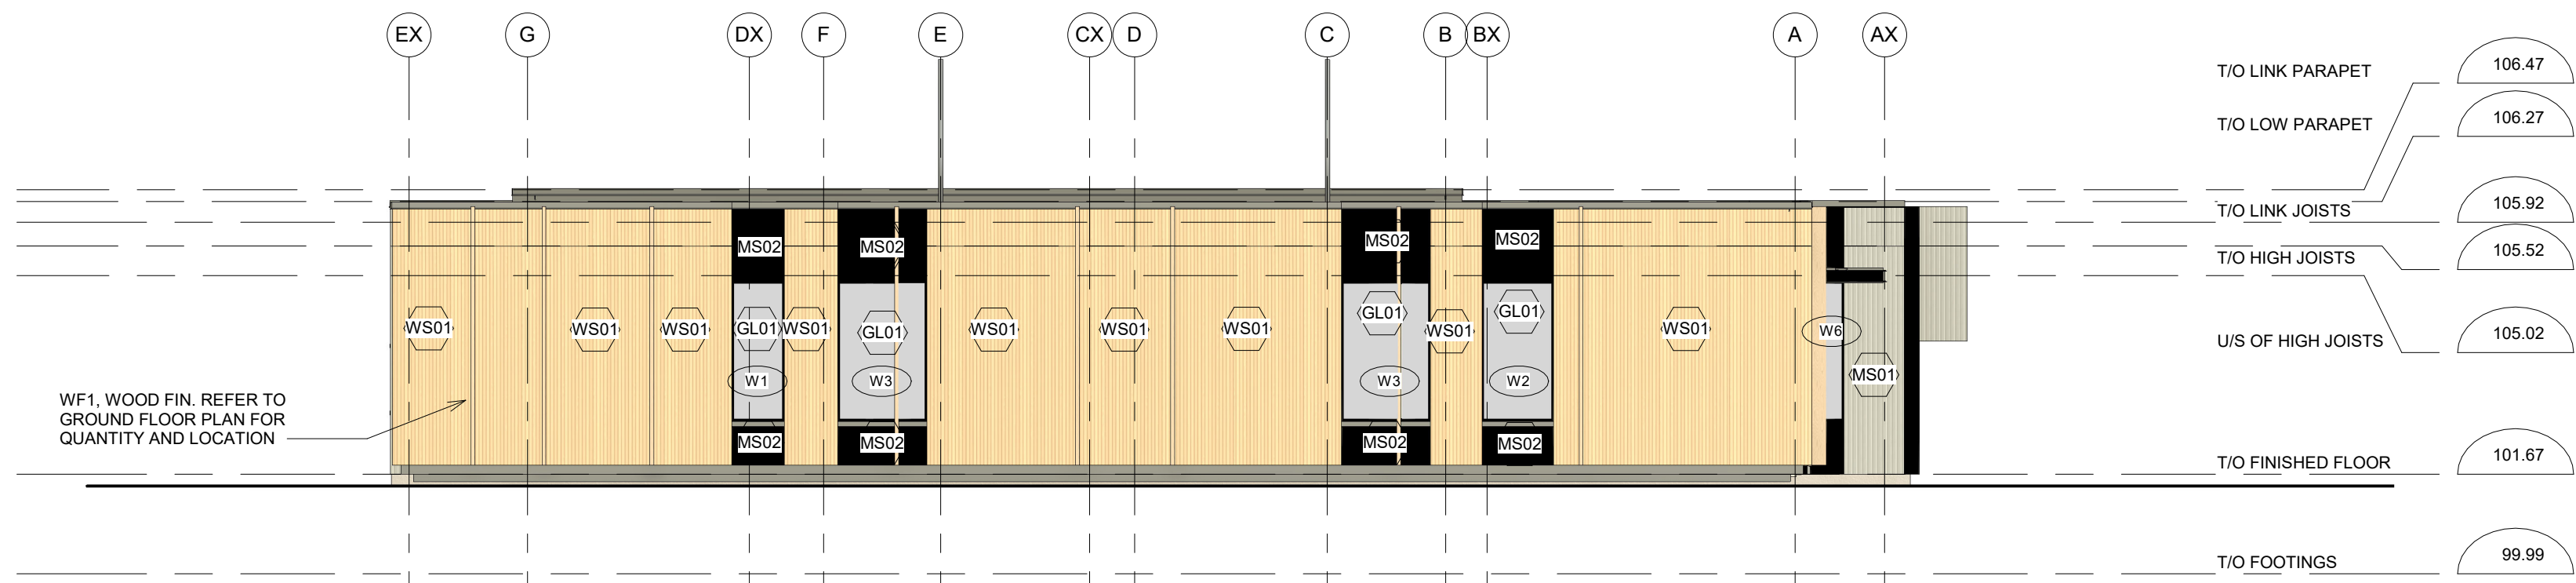 EX G DX F E CX D C B BX A AX
T/O LINK PARAPET 106.47
T/O LOW PARAPET 106.27
T/O LINK JOISTS 105.92
T/O HIGH JOISTS 105.52
U/S OF HIGH JOISTS 105.02
MS02 MS02 MS02 MS02
WS01 WS01 WS01 GL01 WS01 GL01 WS01 WS01 WS01 GL01 WS01 GL01 WS01 W6
W1 W3 W3 W2 MS01
WF1, WOOD FIN. REFER TO
GROUND FLOOR PLAN FOR
QUANTITY AND LOCATION
MS02 MS02 MS02 MS02
T/O FINISHED FLOOR 101.67
T/O FOOTINGS 99.99